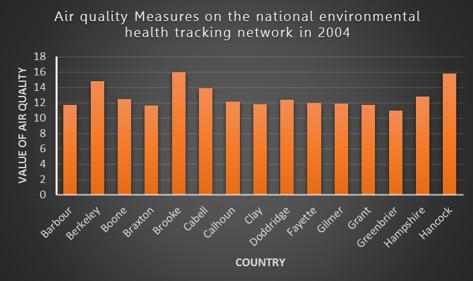 Air quality Measures on the national environmental
health tracking network in 2004
VALUE OF AIR QUALITY
18
16
14
12
10
8
6
4
2
0
Barbour
Berkeley
Boone
Braxton
Brooke
Cabell
Calhoun
Clay
Doddridge
Fayette
Gilmer
Grant
Greenbrier
Hampshire
Hancock
COUNTRY